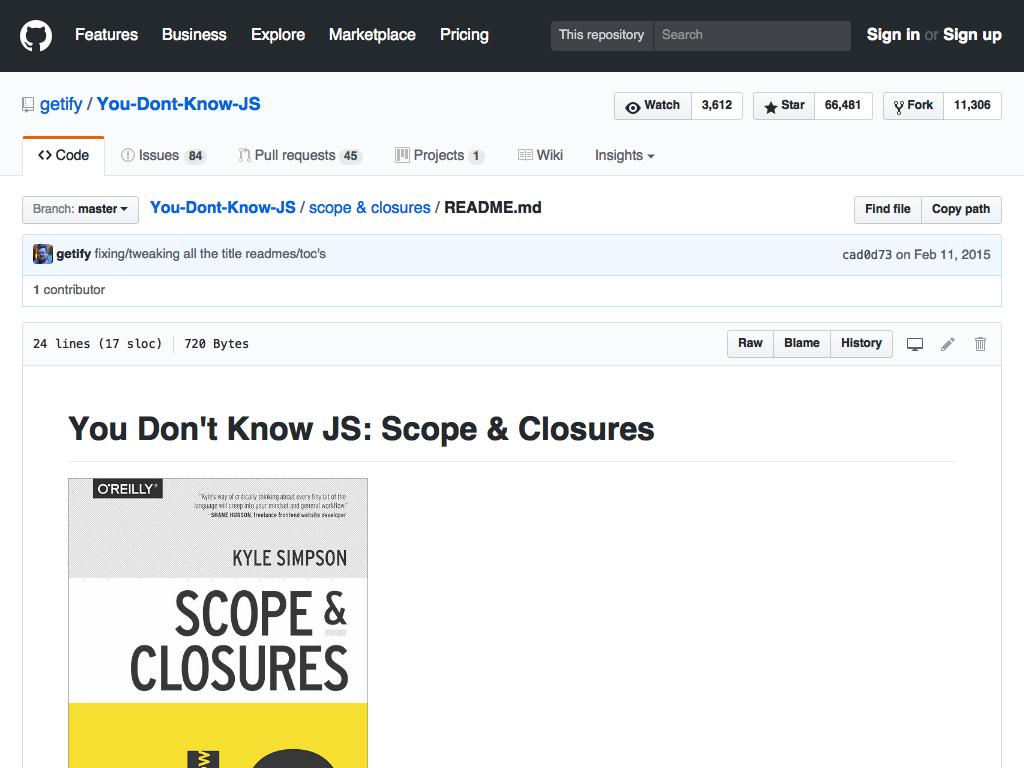 Features Business Explore Marketplace Pricing This repository Search Sign in or Sign up
getify / You-Dont-Know-JS Watch 3,612 Star 66,481 Fork 11,306
Code Issues 84 Pull requests 45 Projects 1 Wiki Insights
Branch: master You-Dont-Know-JS / scope & closures / README.md Find file Copy path
getify fixing/tweaking all the title readmes/toc's cad0d73 on Feb 11, 2015
1 contributor
24 lines (17 sloc) 720 Bytes Raw Blame History
You Don't Know JS: Scope & Closures
O'REILLY®
"Kyle's way of critically thinking about every tiny bit of the
language will creep into your mindset and general workflow."
—SHANE HUDSON, freelance frontend website developer
KYLE SIMPSON
SCOPE &
CLOSURES